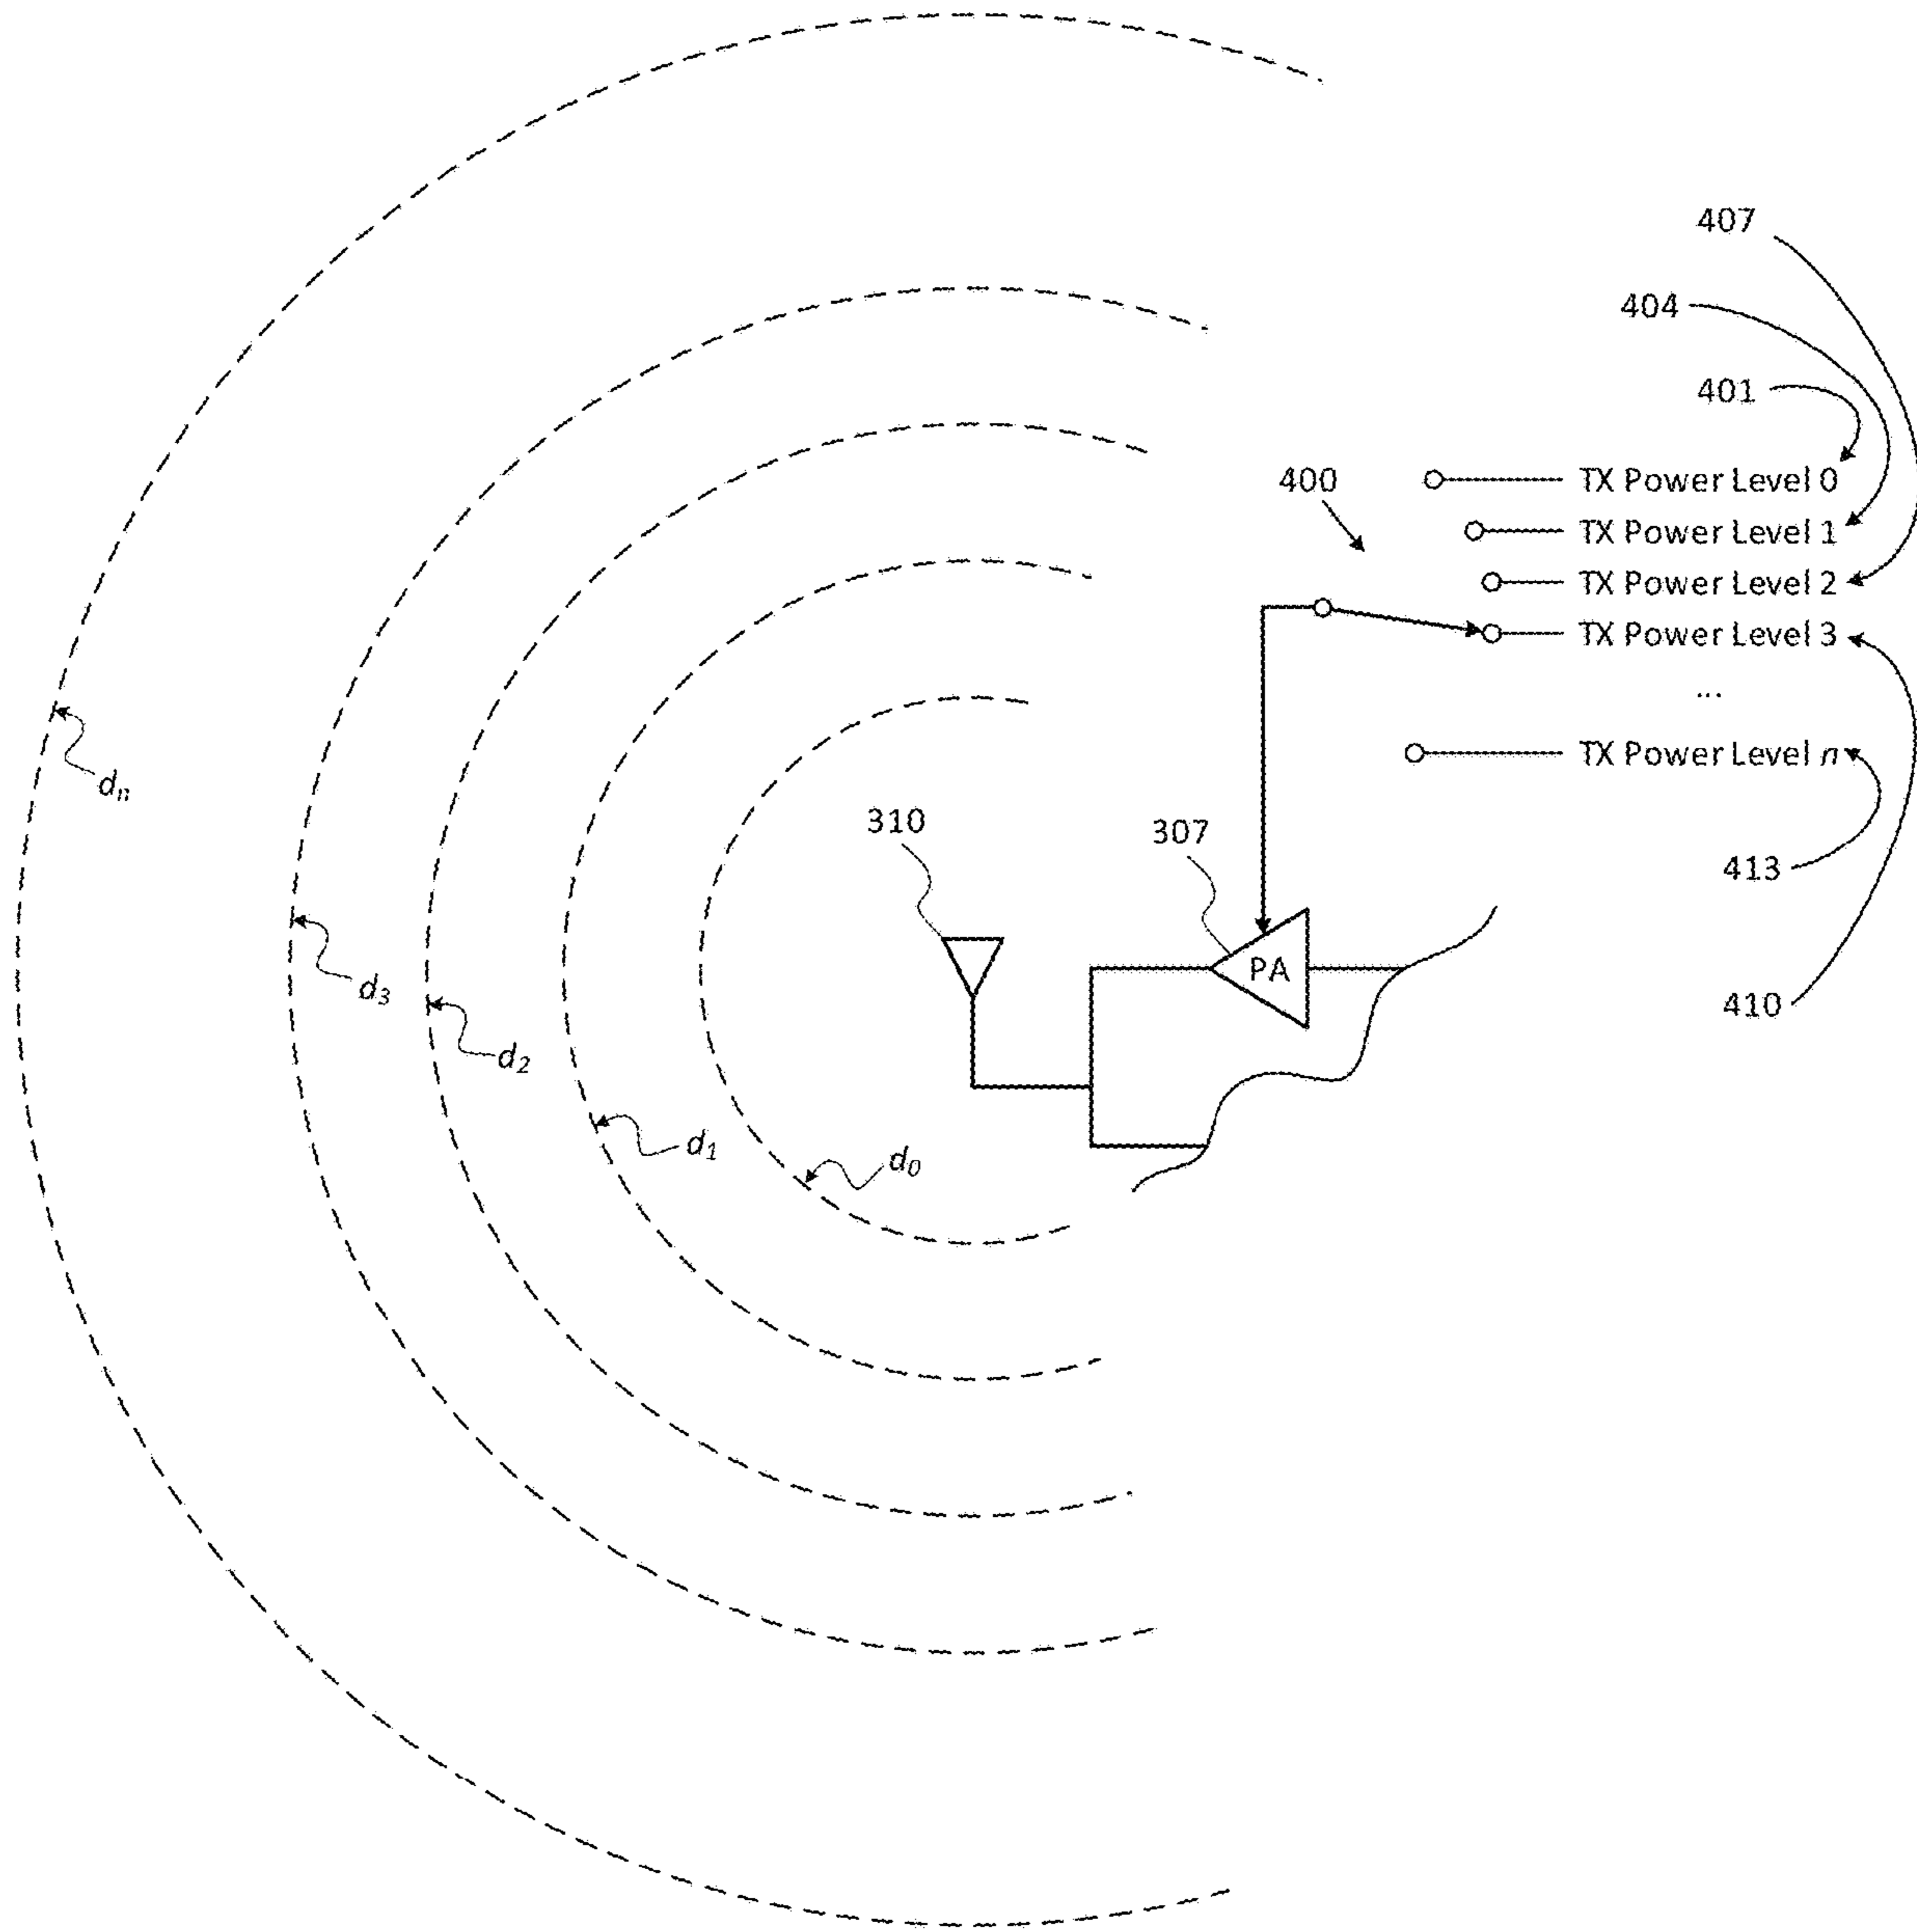 407
404
401
400
TX Power Level 0
TX Power Level 1
TX Power Level 2
TX Power Level 3
...
TX Power Level n
dn
310
307
413
PA
d3
410
d2
d1
d0